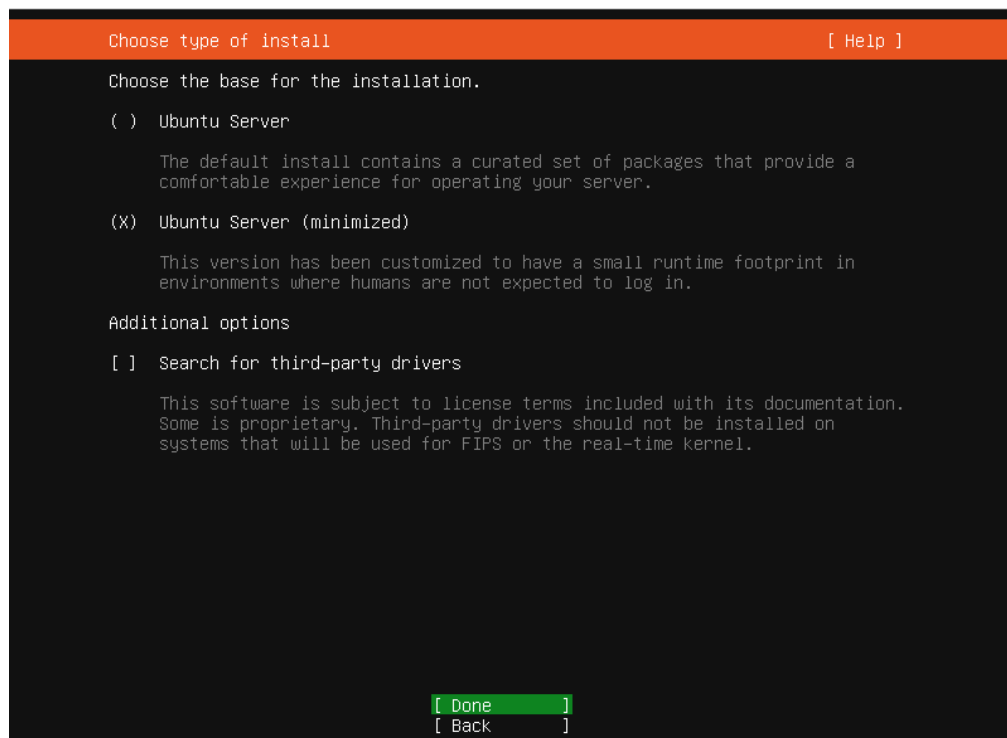 Choose type of install [ Help ]
Choose the base for the installation.
( ) Ubuntu Server
The default install contains a curated set of packages that provide a
comfortable experience for operating your server.
(X) Ubuntu Server (minimized)
This version has been customized to have a small runtime footprint in
environments where humans are not expected to log in.
Additional options
[ ] Search for third-party drivers
This software is subject to license terms included with its documentation.
Some is proprietary. Third-party drivers should not be installed on
systems that will be used for FIPS or the real-time kernel.
[ Done ]
[ Back ]